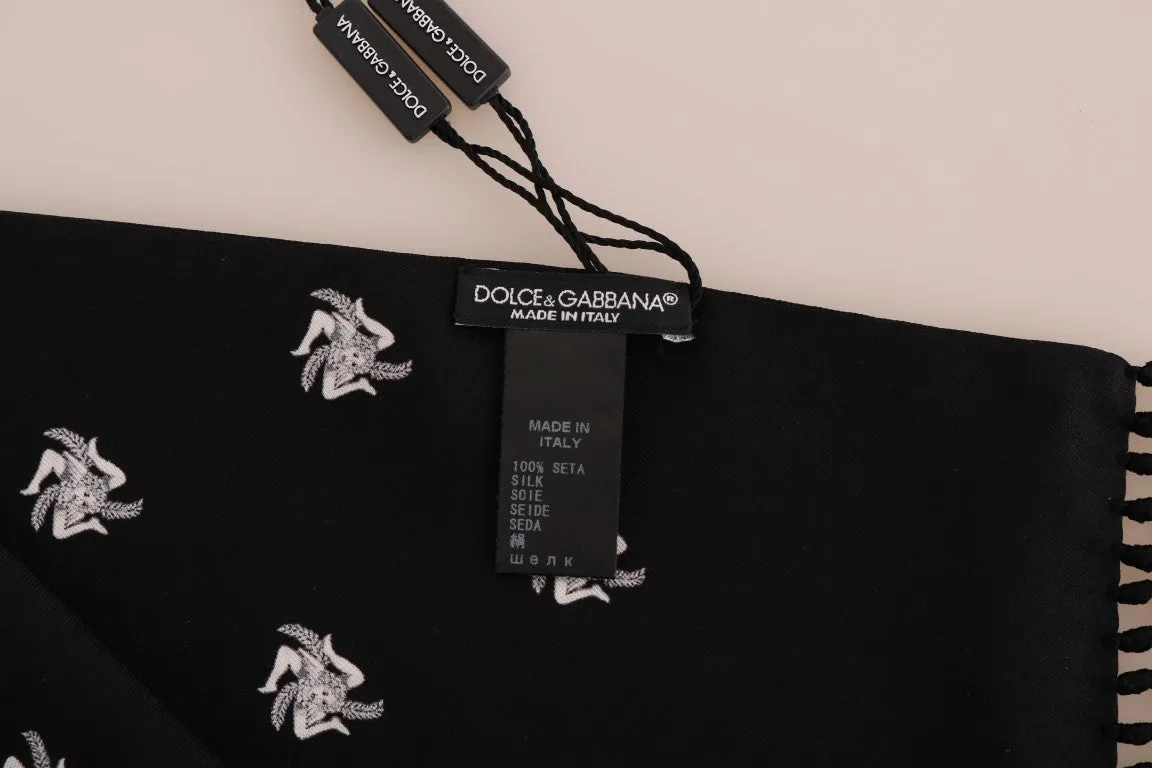 DOLCE & GABBANA
DOLCE & GABBANA
DOLCE & GABBANA®
MADE IN ITALY
MADE IN
ITALY
100% SETA
SILK
SOIE
SEIDE
SEDA
絹
шелк